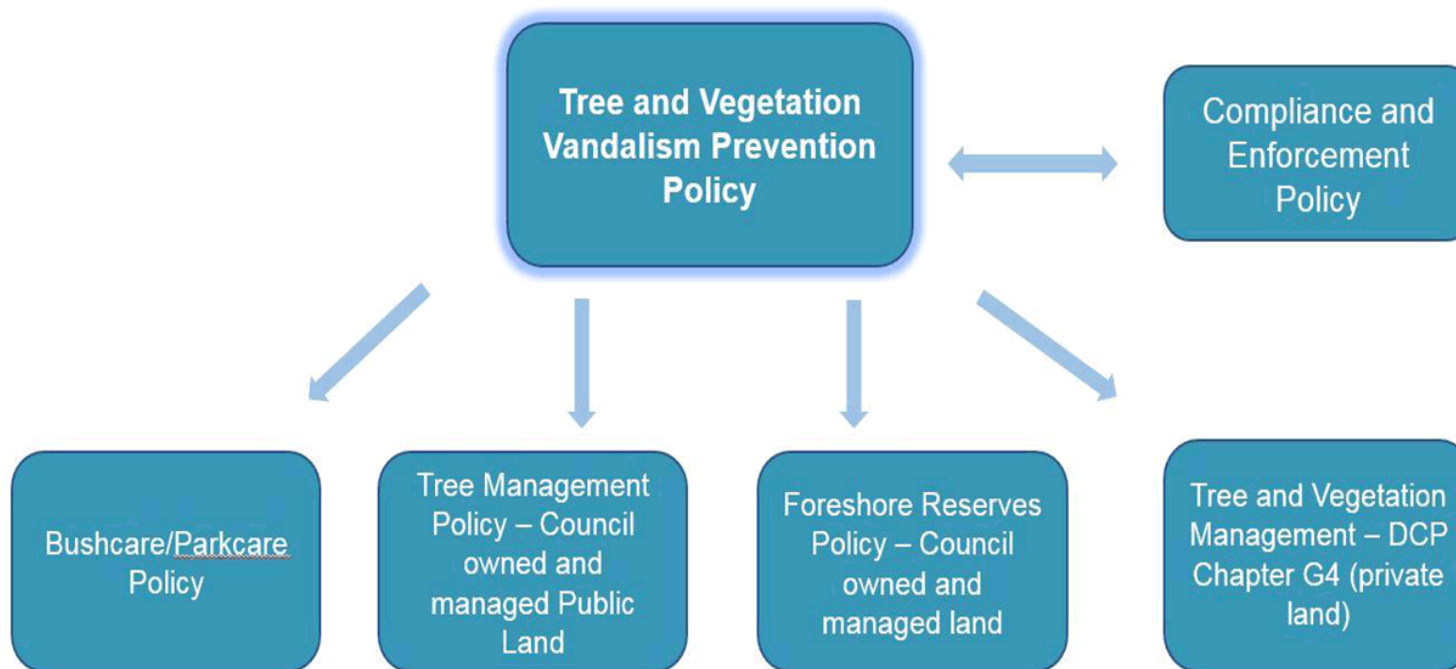 Tree and Vegetation
Vandalism Prevention
Policy
Compliance and
Enforcement
Policy
Bushcare/Parkcare
Policy
Tree Management
Policy – Council
owned and
managed Public
Land
Foreshore Reserves
Policy – Council
owned and
managed land
Tree and Vegetation
Management – DCP
Chapter G4 (private
land)